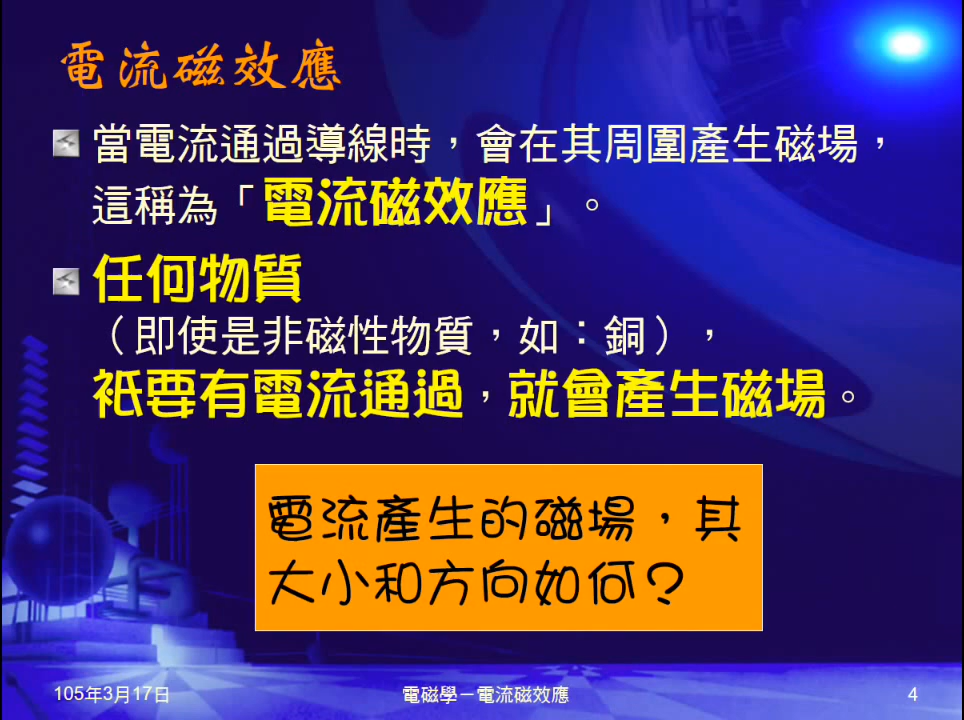 電流磁效應
當電流通過導線時，會在其周圍產生磁場，
這稱為「電流磁效應」。
任何物質
（即使是非磁性物質，如：銅），
衹要有電流通過，就會產生磁場。
電流產生的磁場，其
大小和方向如何？
105年3月17日
電磁學－電流磁效應
4